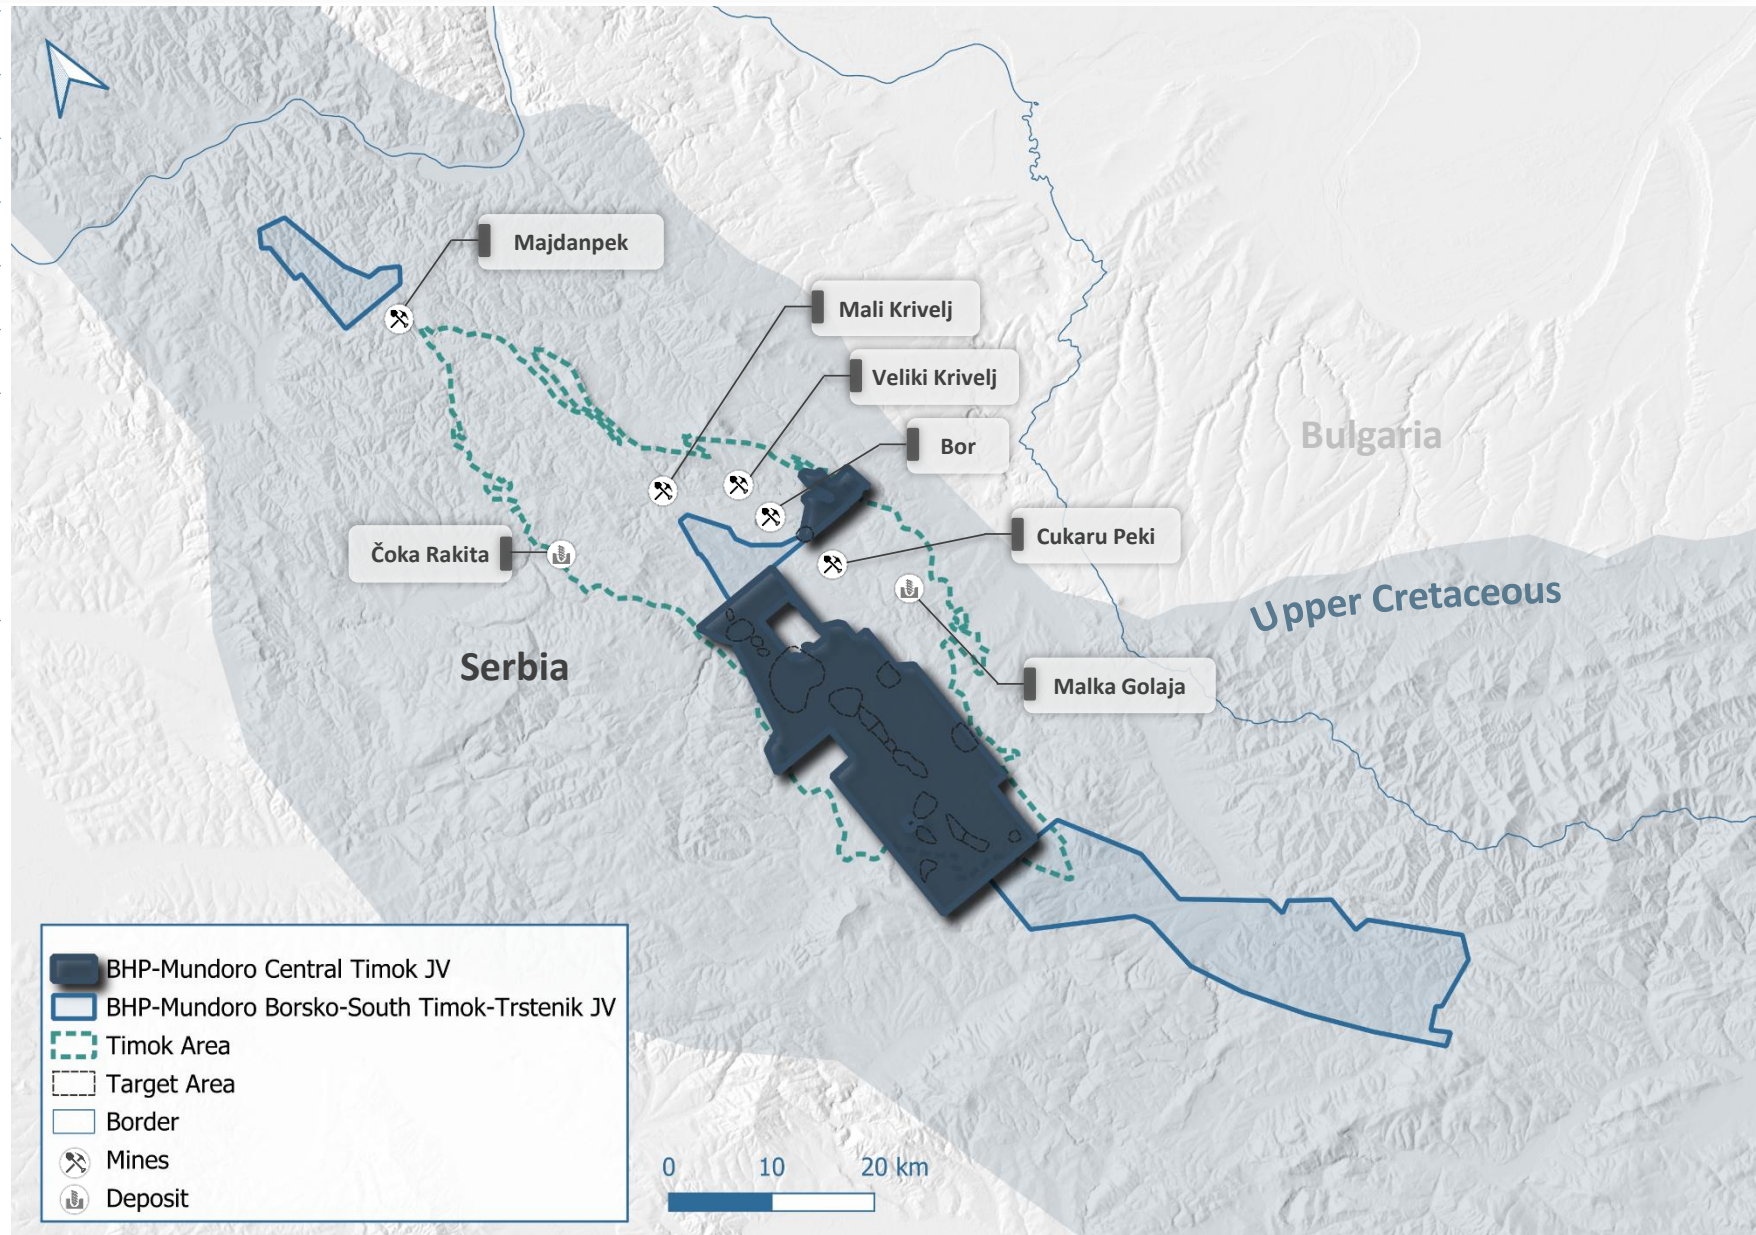 Majdanpek
Mali Krivelj
Veliki Krivelj
Bulgaria
Bor
Cukaru Peki
Čoka Rakita
Upper Cretaceous
Serbia
Malka Golaja
BHP-Mundoro Central Timok JV
BHP-Mundoro Borsko-South Timok-Trstenik JV
Timok Area
Target Area
Border
Mines
Deposit
0 10 20 km